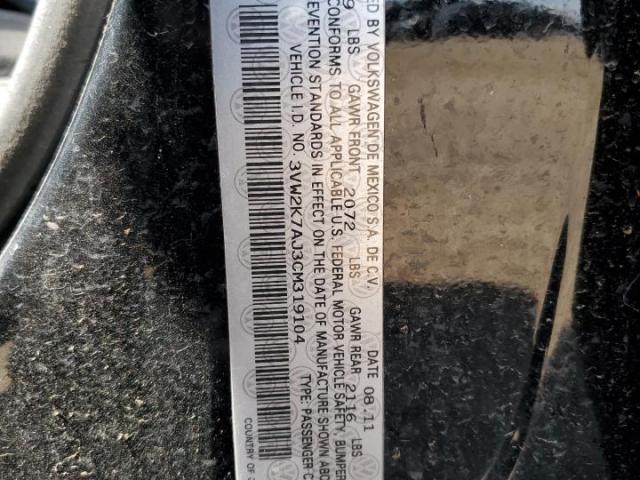 ED BY VOLKSWAGEN DE MEXICO S.A. DE C.V. DATE 08.11
9 LBS GAWR FRONT 2072 LBS GAWR REAR 2116 LBS
CONFORMS TO ALL APPLICABLE U.S. FEDERAL MOTOR VEHICLE SAFETY, BUMPER
EVENTION STANDARDS IN EFFECT ON THE DATE OF MANUFACTURE SHOWN ABO
VEHICLE I.D. NO. 3VW2K7AJ3CM319104 TYPE: PASSENGER C
COUNTRY OF